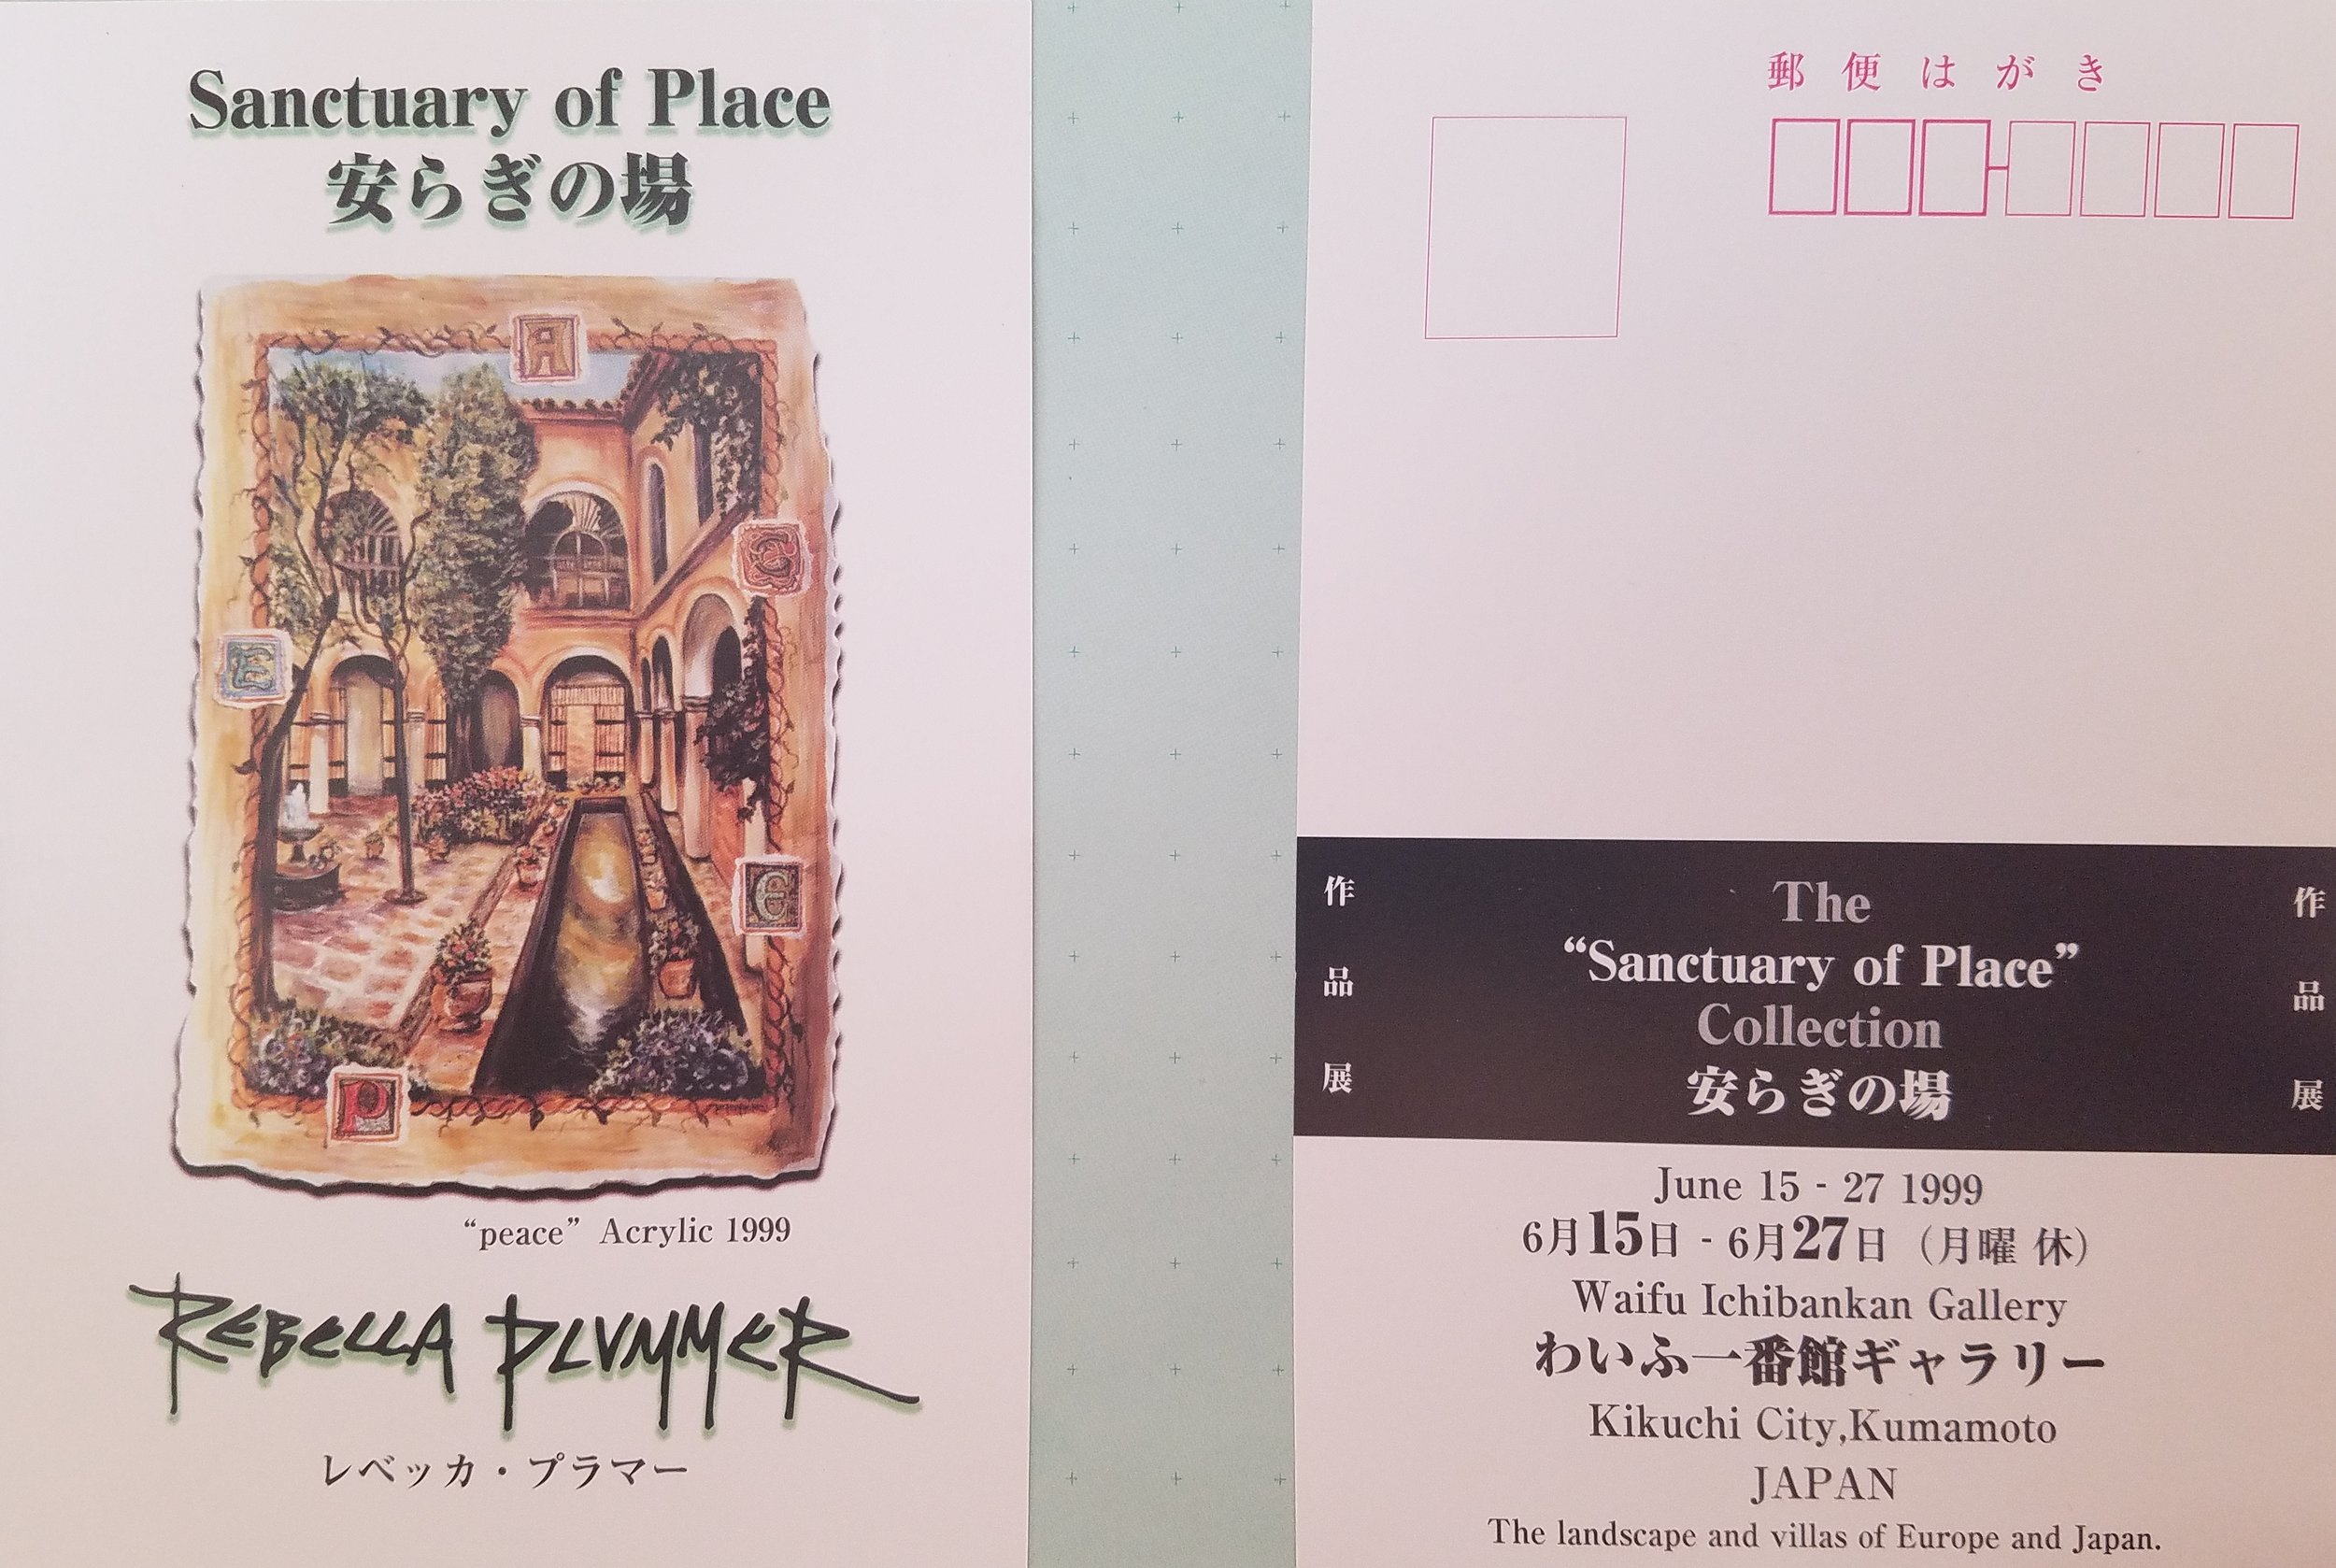 Sanctuary of Place
安らぎの場
A
C
E
E
P
“peace” Acrylic 1999
REBECCA PLUMMER
レベッカ・プラマー
郵便はがき
作品展
The
“Sanctuary of Place”
Collection
安らぎの場
作品展
June 15 - 27 1999
6月15日 - 6月27日（月曜 休）
Waifu Ichibankan Gallery
わいふ一番館ギャラリー
Kikuchi City,Kumamoto
JAPAN
The landscape and villas of Europe and Japan.